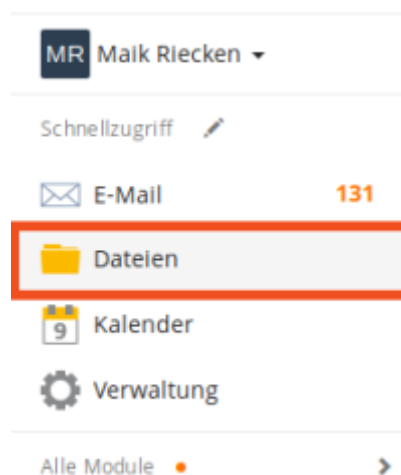 MR Maik Riecken
Schnellzugriff
E-Mail 131
Dateien
9 Kalender
Verwaltung
Alle Module